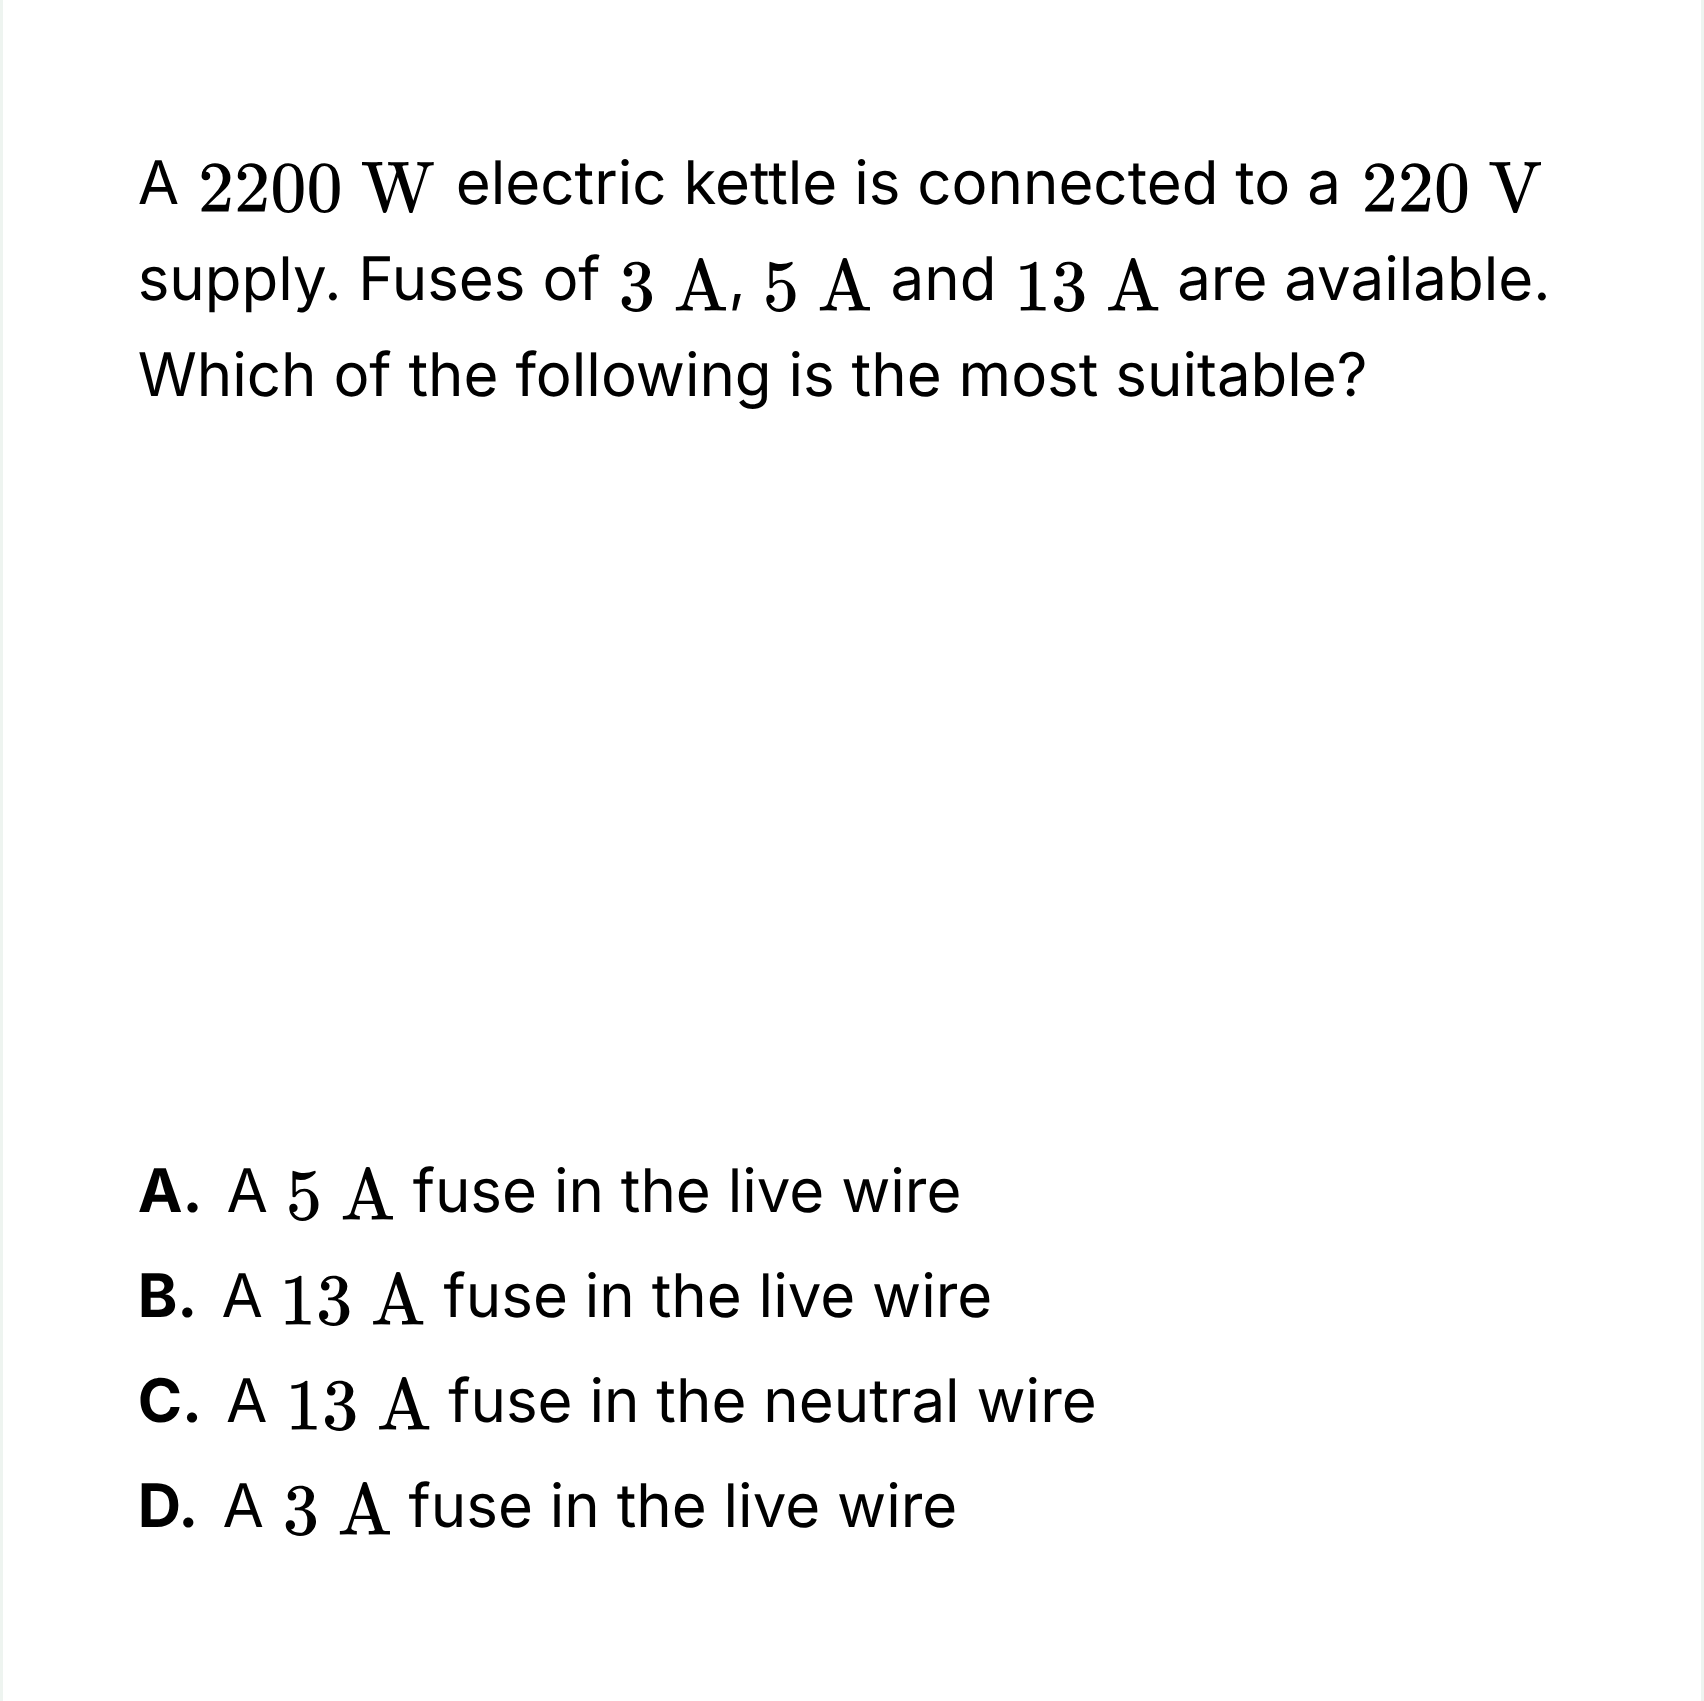 A 2200 W electric kettle is connected to a 220 V
supply. Fuses of 3 A, 5 A and 13 A are available.
Which of the following is the most suitable?
A. A 5 A fuse in the live wire
B. A 13 A fuse in the live wire
C. A 13 A fuse in the neutral wire
D. A 3 A fuse in the live wire